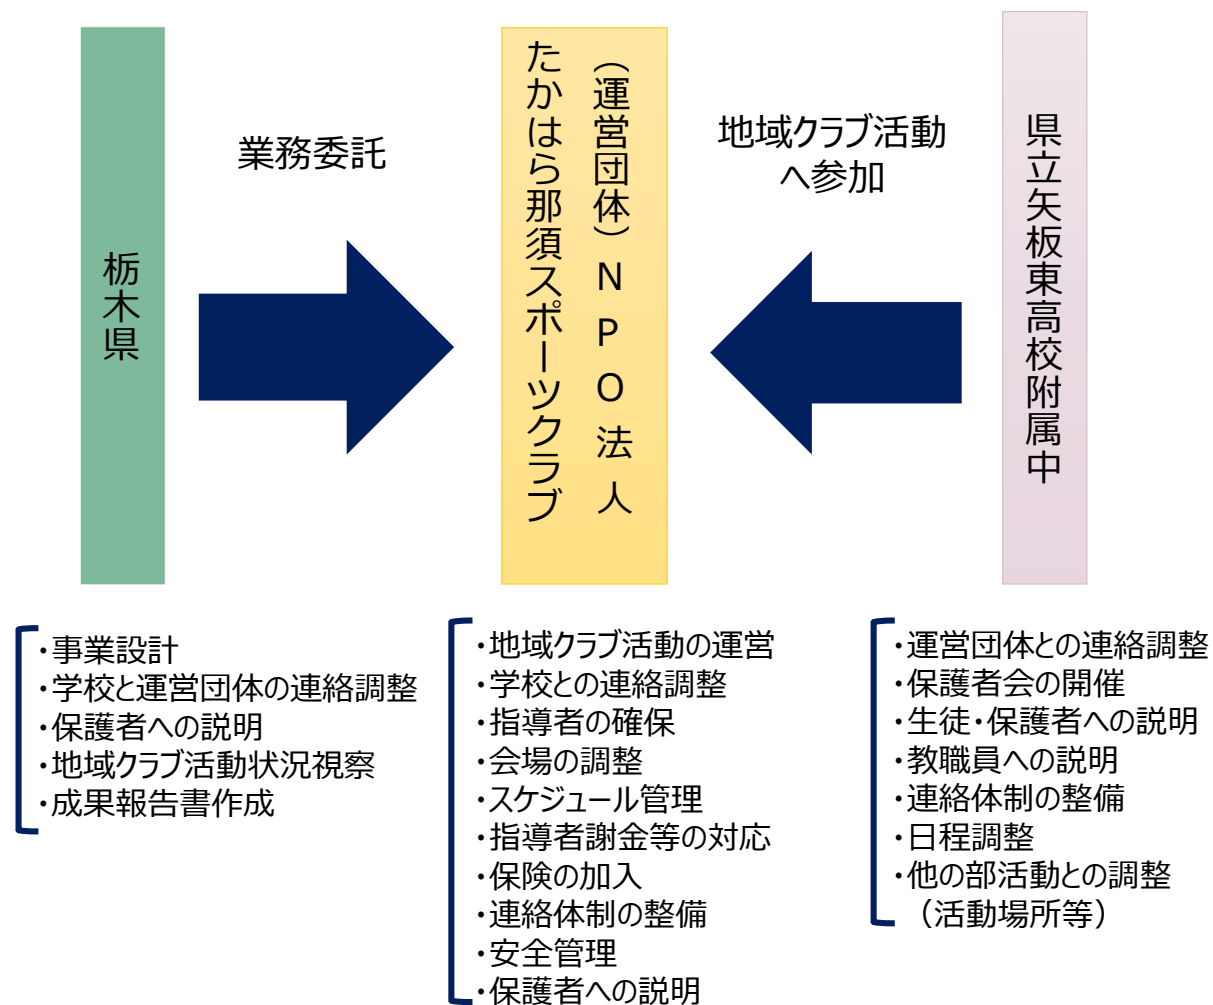 栃木県
業務委託
（運営団体）ＮＰＯ法人
たかはら那須スポーツクラブ
地域クラブ活動
へ参加
県立矢板東高校附属中
・事業設計
・学校と運営団体の連絡調整
・保護者への説明
・地域クラブ活動状況視察
・成果報告書作成
・地域クラブ活動の運営
・学校との連絡調整
・指導者の確保
・会場の調整
・スケジュール管理
・指導者謝金等の対応
・保険の加入
・連絡体制の整備
・安全管理
・保護者への説明
・運営団体との連絡調整
・保護者会の開催
・生徒・保護者への説明
・教職員への説明
・連絡体制の整備
・日程調整
・他の部活動との調整
（活動場所等）